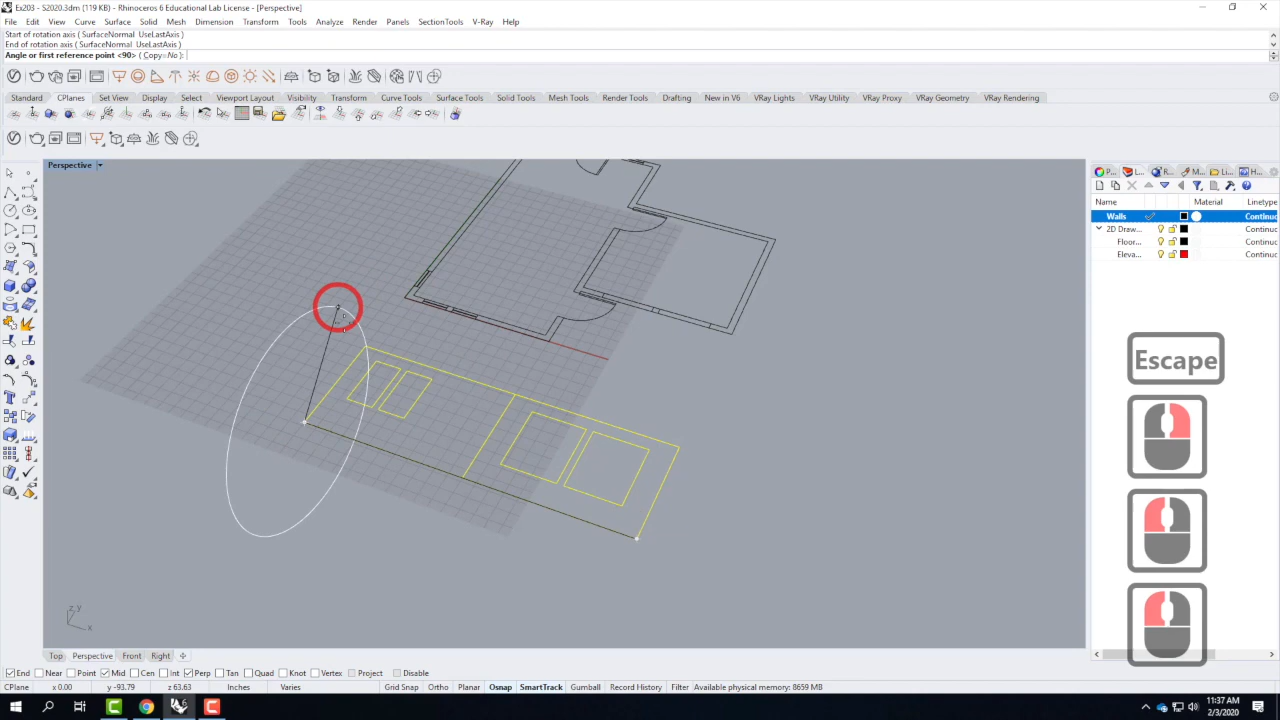 Ex203 - S2020.3dm (119 KB) - Rhinoceros 6 Educational Lab License - [Perspective]
File Edit View Curve Surface Solid Mesh Dimension Transform Tools Analyze Render Panels SectionTools V-Ray Help
Start of rotation axis ( SurfaceNormal UseLastAxis )
End of rotation axis ( SurfaceNormal UseLastAxis )
Angle or first reference point <90> ( Copy=No ):
Standard CPlanes Set View Display Select Viewport Layout Visibility Transform Curve Tools Surface Tools Solid Tools Mesh Tools Render Tools Drafting New in V6 VRay Lights VRay Utility VRay Proxy VRay Geometry VRay Rendering
Perspective
P... L... R... M... Li... H...
Name Material Linetype
Walls Continuc
2D Draw... Continuc
Floor... Continuc
Eleva... Continuc
Escape
z y
x
Top Perspective Front Right
End Near Point Mid Cen Int Perp Tan Quad Knot Vertex Project Disable
CPlane x 0.00 y -93.79 z 63.63 Inches Varies Grid Snap Ortho Planar Osnap SmartTrack Gumball Record History Filter Available physical memory: 8659 MB
11:37 AM
2/3/2020